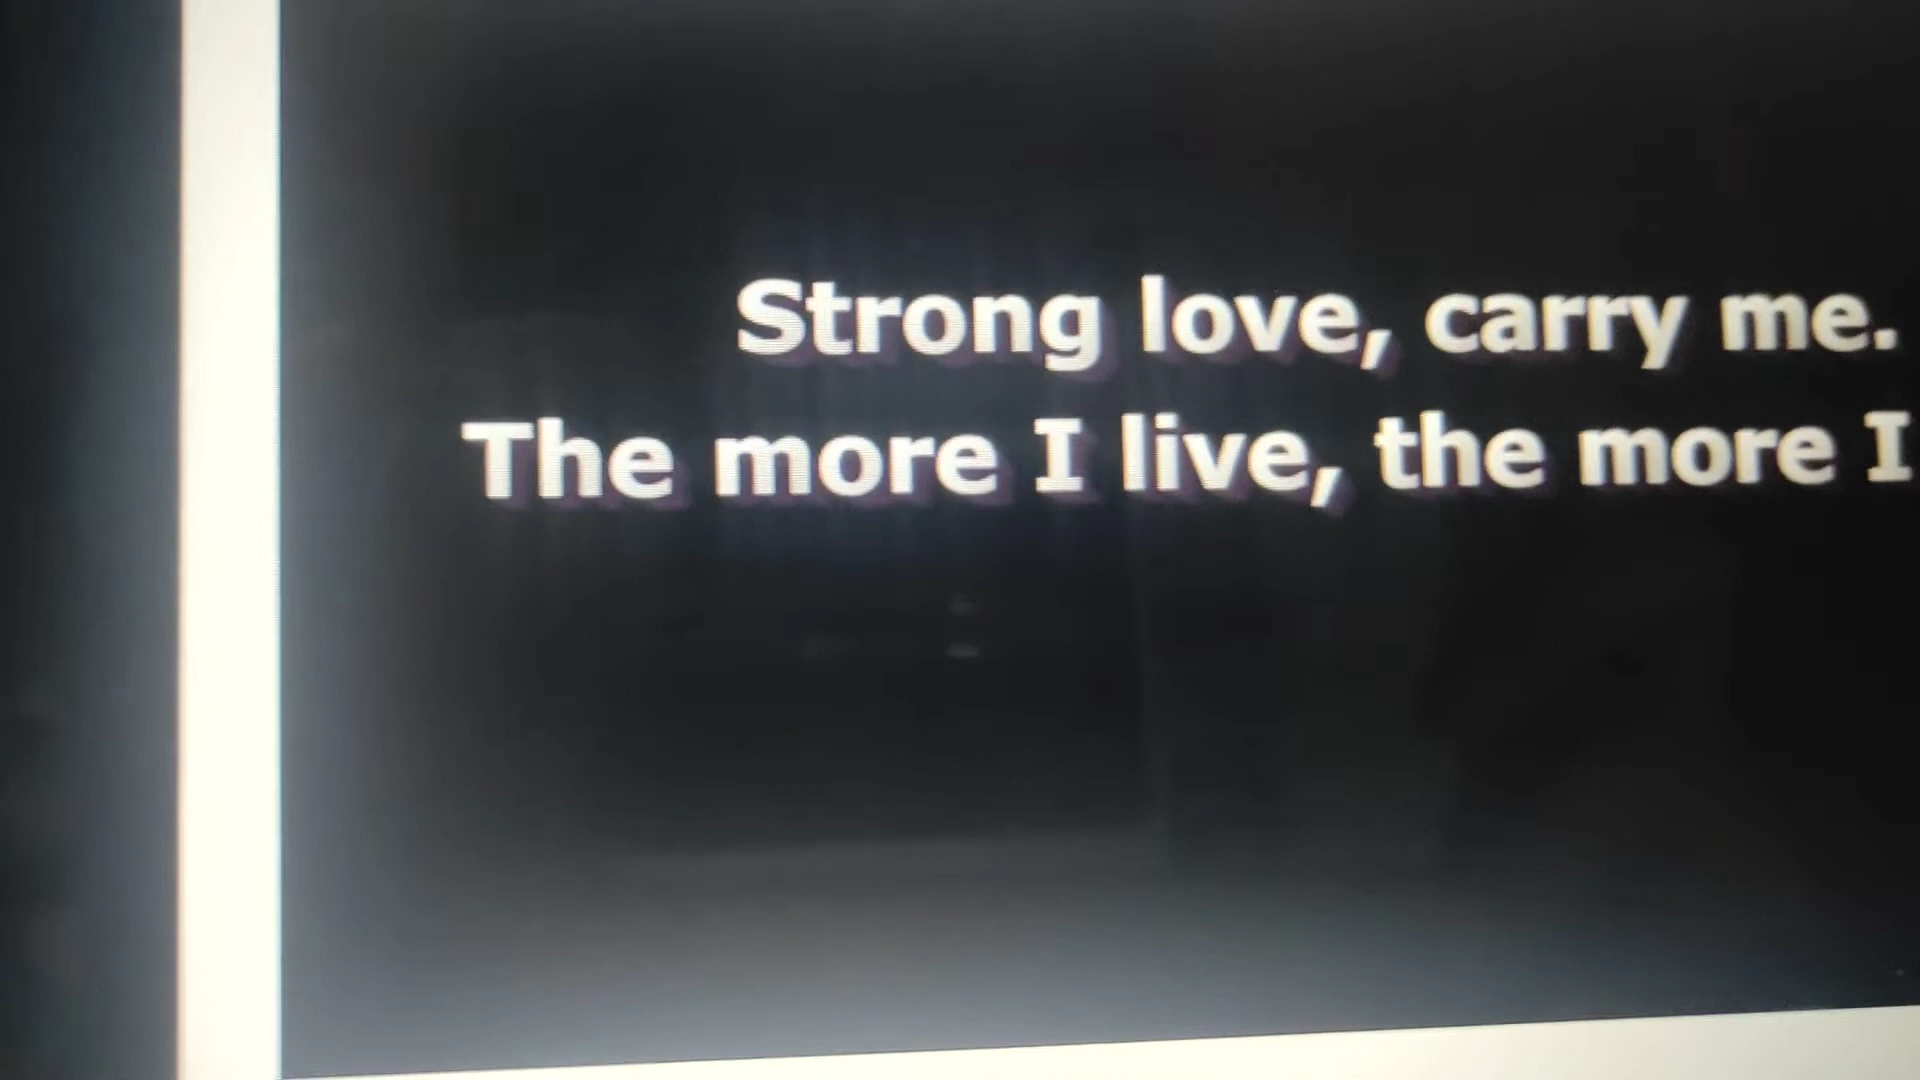 Strong love, carry me.
The more I live, the more I